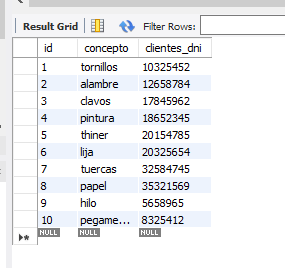 Result Grid Filter Rows:
id concepto clientes_dni
1 tornillos 10325452
2 alambre 12658784
3 clavos 17845962
4 pintura 18652345
5 thiner 20154785
6 lija 20325654
7 tuercas 32584745
8 papel 35321569
9 hilo 5658965
10 pegame... 8325412
NULL NULL NULL